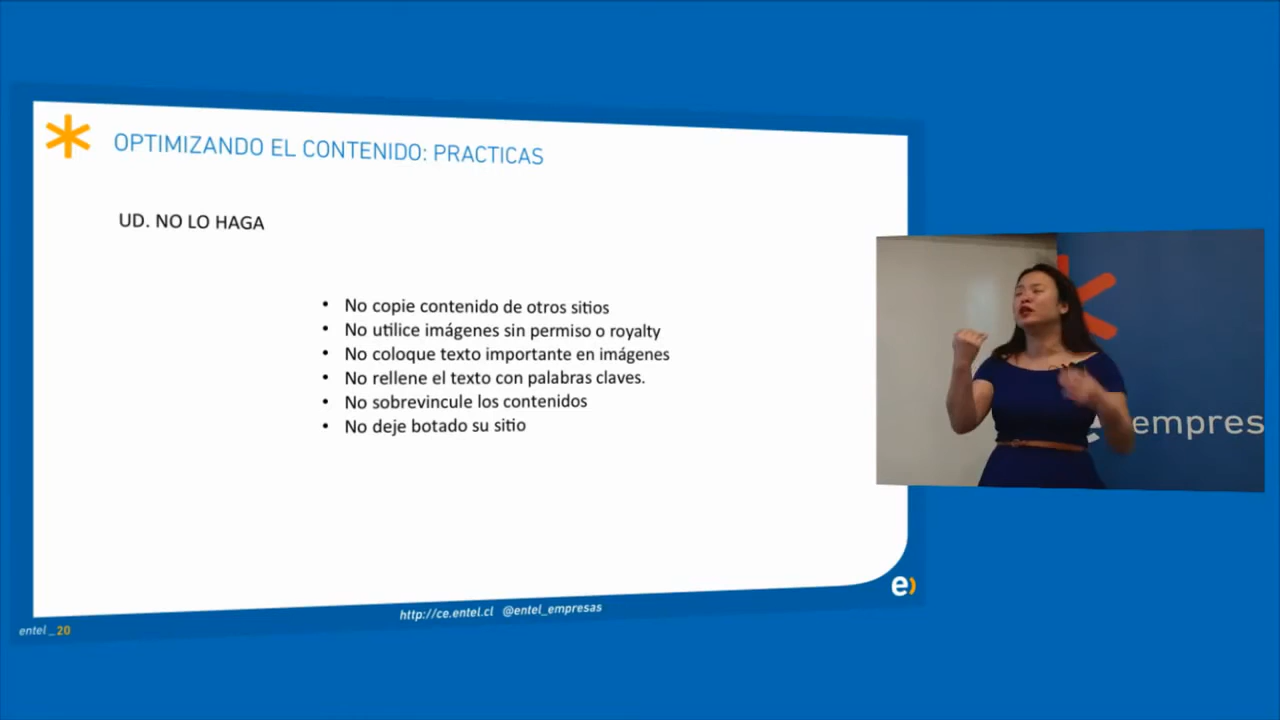 OPTIMIZANDO EL CONTENIDO: PRACTICAS
UD. NO LO HAGA
• No copie contenido de otros sitios
• No utilice imágenes sin permiso o royalty
• No coloque texto importante en imágenes
• No rellene el texto con palabras claves.
• No sobrevincule los contenidos
• No deje botado su sitio
e empres
e)
http://ce.entel.cl @entel_empresas
entel _20